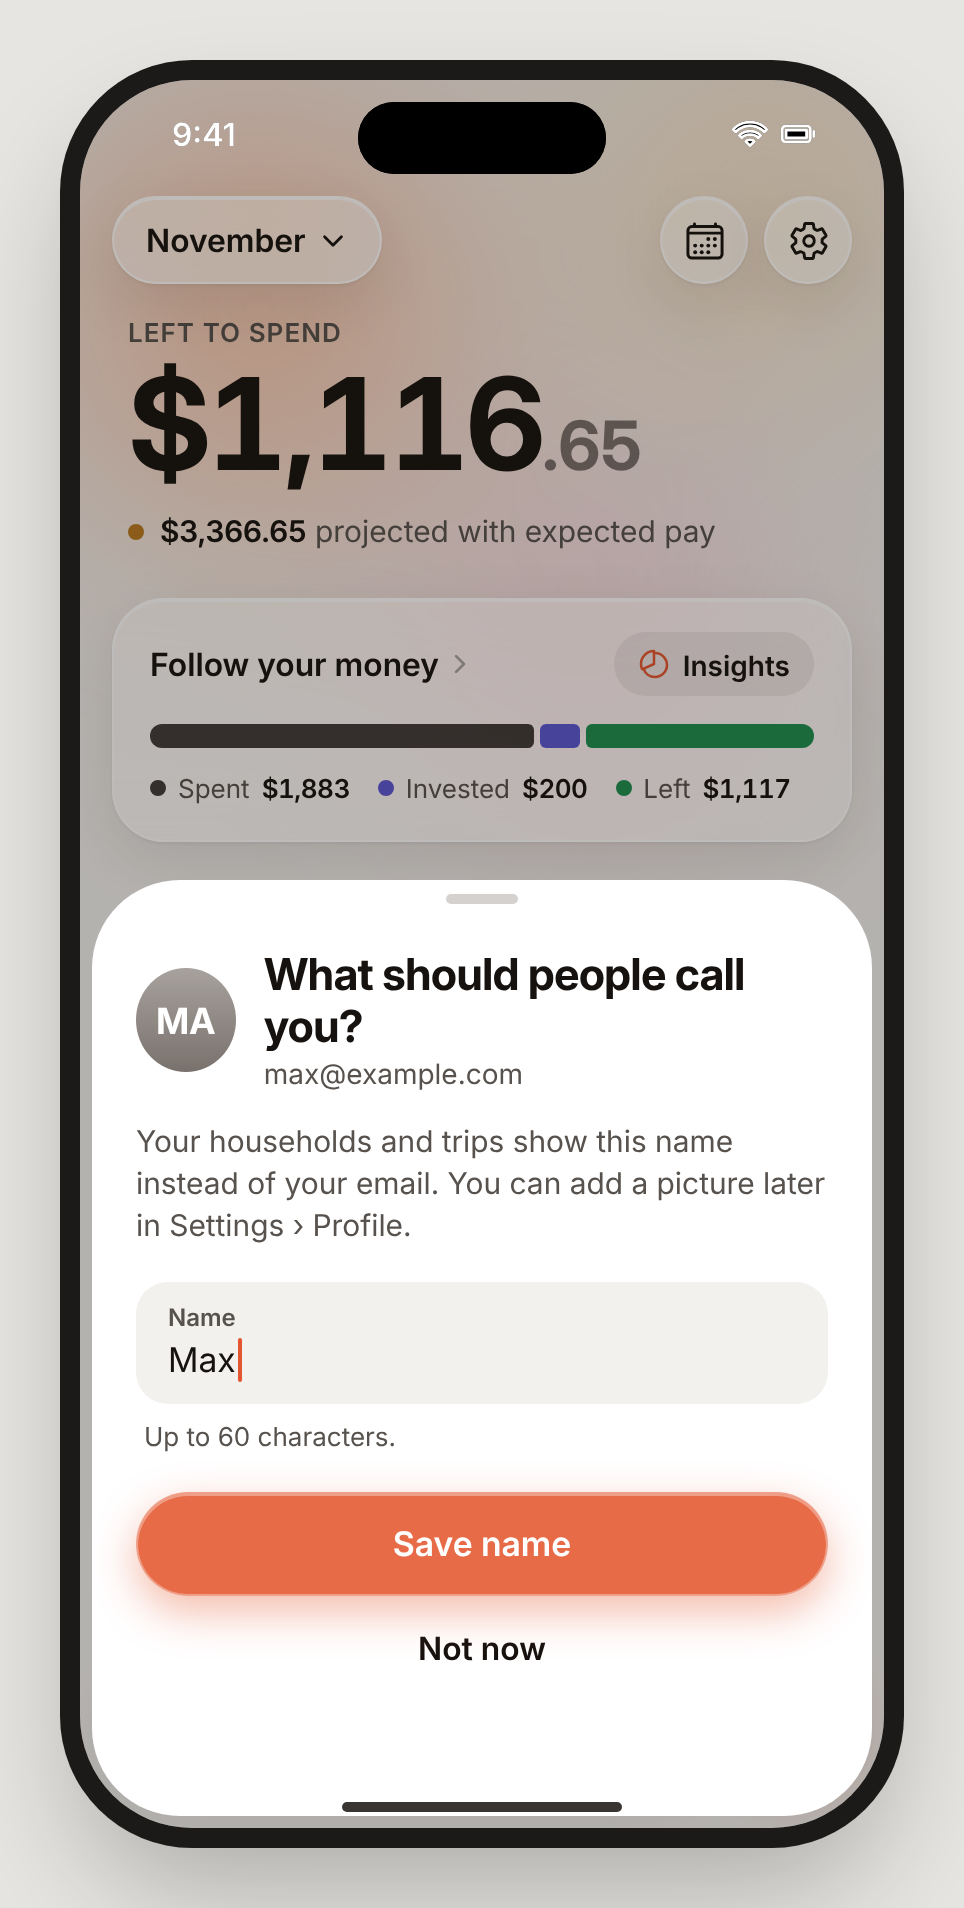 9:41
November
LEFT TO SPEND
$1,116.65
$3,366.65 projected with expected pay
Follow your money
Insights
Spent $1,883 Invested $200 Left $1,117
MA
What should people call
you?
max@example.com
Your households and trips show this name
instead of your email. You can add a picture later
in Settings › Profile.
Name
Max
Up to 60 characters.
Save name
Not now